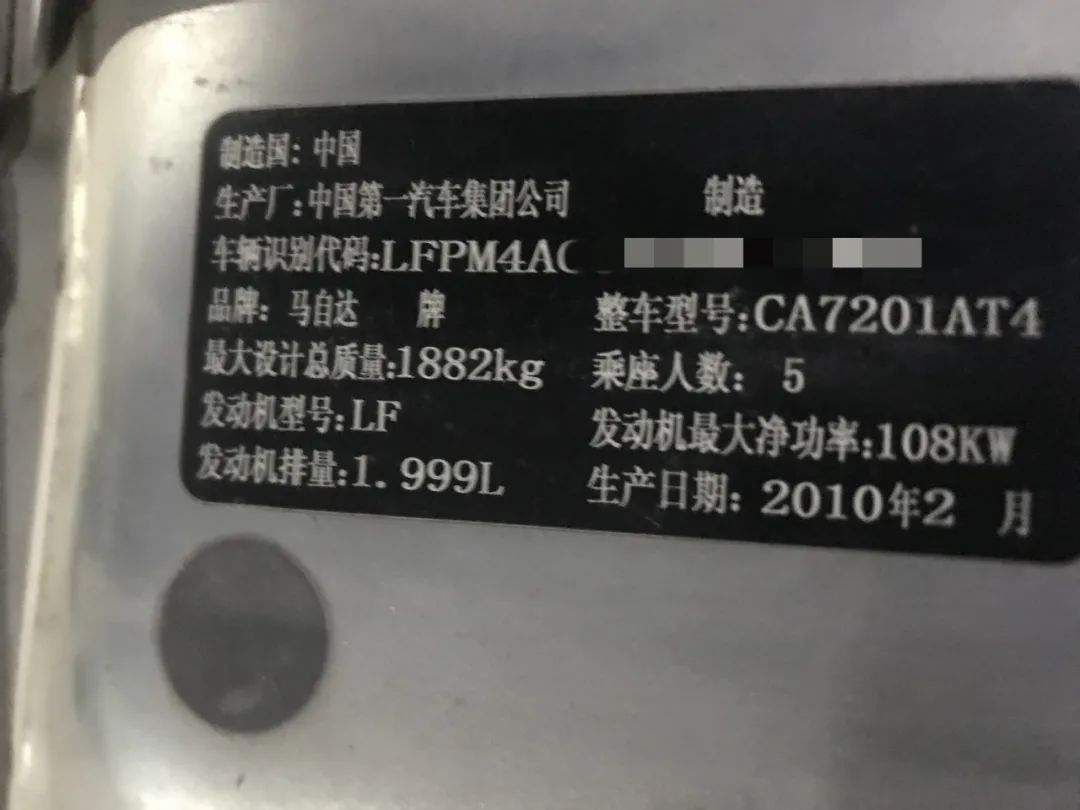 制造国：中国
生产厂：中国第一汽车集团公司 制造
车辆识别代码:LFPM4AC
品牌：马自达 牌 整车型号:CA7201AT4
最大设计总质量:1882kg 乘座人数： 5
发动机型号:LF 发动机最大净功率:108KW
发动机排量:1.999L 生产日期：2010年2 月